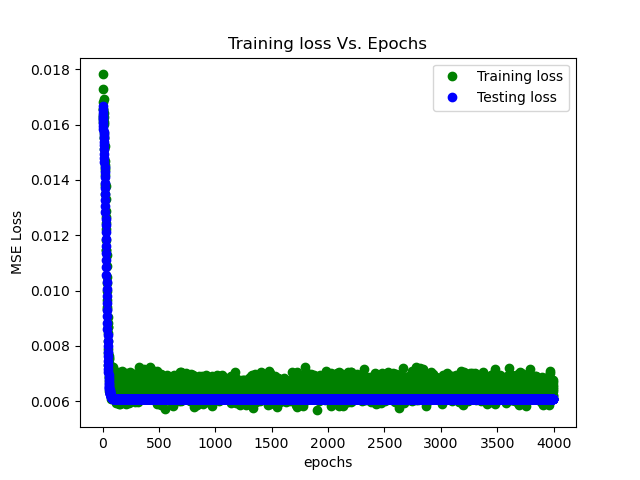 Training loss Vs. Epochs
Training loss
Testing loss
0.018
0.016
0.014
0.012
0.010
0.008
0.006
MSE Loss
0 500 1000 1500 2000 2500 3000 3500 4000
epochs